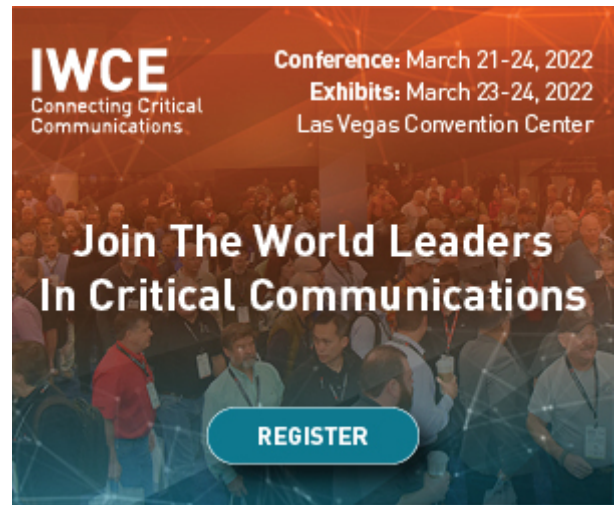 IWCE
Connecting Critical
Communications
Conference: March 21-24, 2022
Exhibits: March 23-24, 2022
Las Vegas Convention Center
Join The World Leaders
In Critical Communications
REGISTER